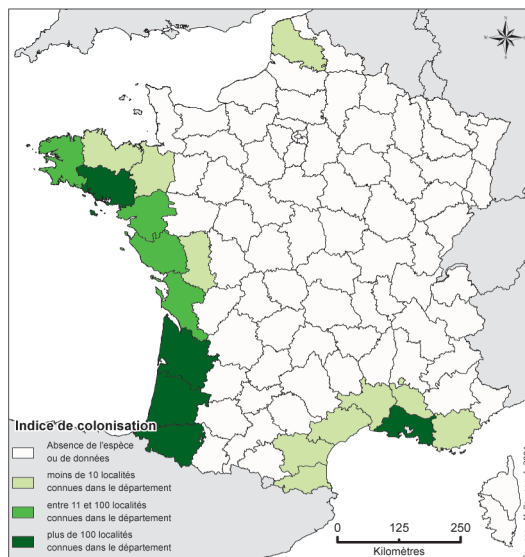 Indice de colonisation
Absence de l'espèce
ou de données
moins de 10 localités
connues dans le département
entre 11 et 100 localités
connues dans le département
plus de 100 localités
connues dans le département
0 125 250
Kilomètres